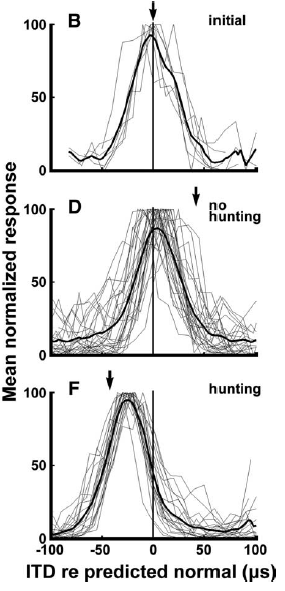 B
initial
100
50
0
D
no
hunting
100
50
0
F
hunting
100
50
0
-100 -50 0 50 100
Mean normalized response
ITD re predicted normal (μs)